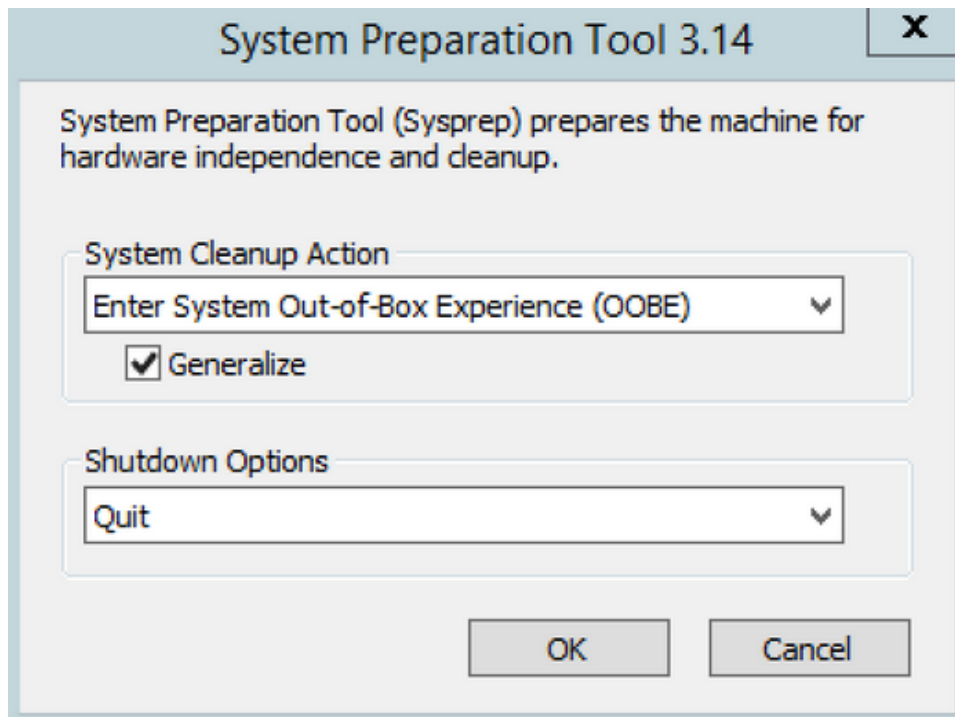 System Preparation Tool 3.14
x
System Preparation Tool (Sysprep) prepares the machine for
hardware independence and cleanup.
System Cleanup Action
Enter System Out-of-Box Experience (OOBE)
Generalize
Shutdown Options
Quit
OK
Cancel